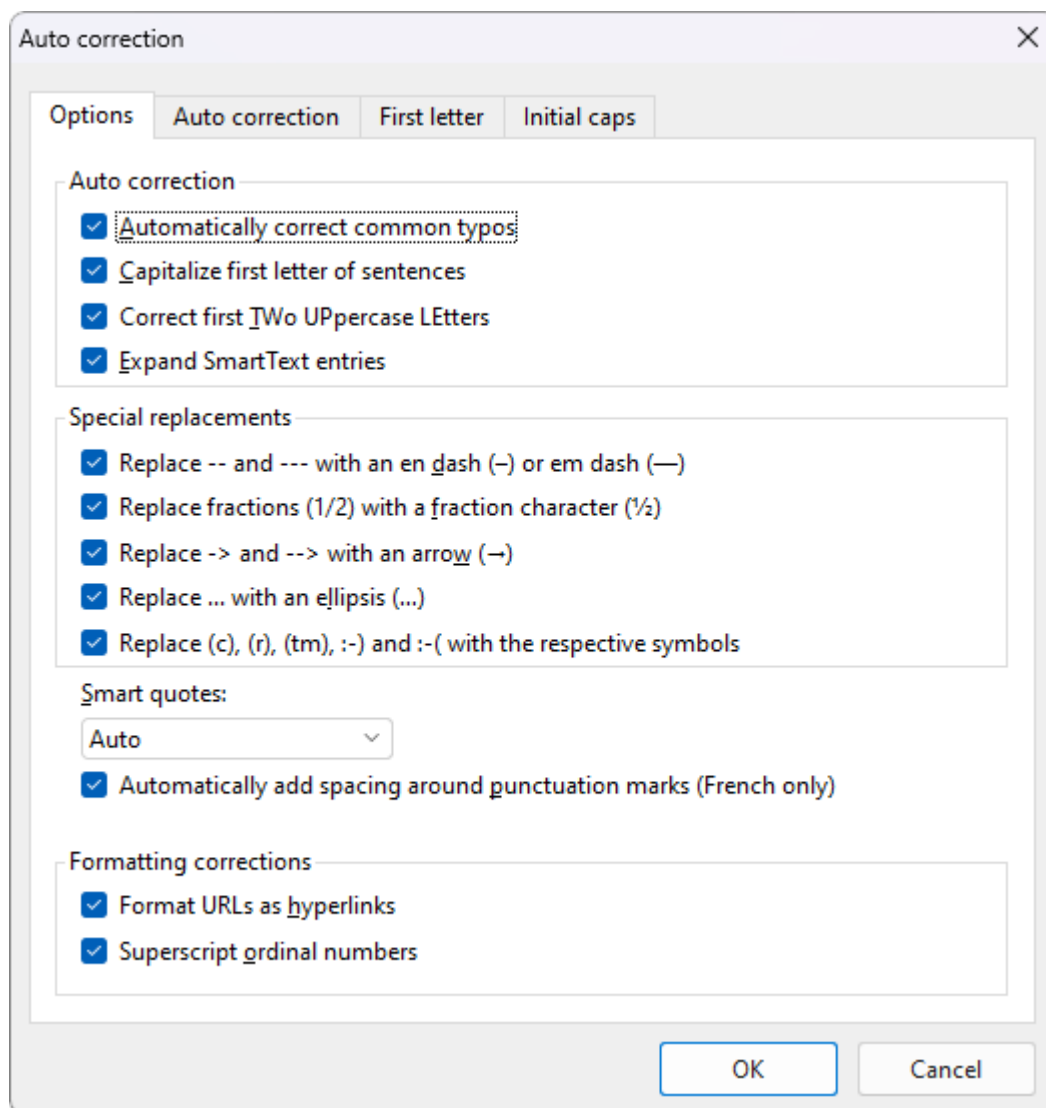 Auto correction
Options
Auto correction
First letter
Initial caps
Auto correction
Automatically correct common typos
Capitalize first letter of sentences
Correct first TWo UPpercase LEtters
Expand SmartText entries
Special replacements
Replace -- and --- with an en dash (–) or em dash (—)
Replace fractions (1/2) with a fraction character (½)
Replace -> and --> with an arrow (→)
Replace ... with an ellipsis (…)
Replace (c), (r), (tm), :-) and :-( with the respective symbols
Smart quotes:
Auto
Automatically add spacing around punctuation marks (French only)
Formatting corrections
Format URLs as hyperlinks
Superscript ordinal numbers
OK
Cancel